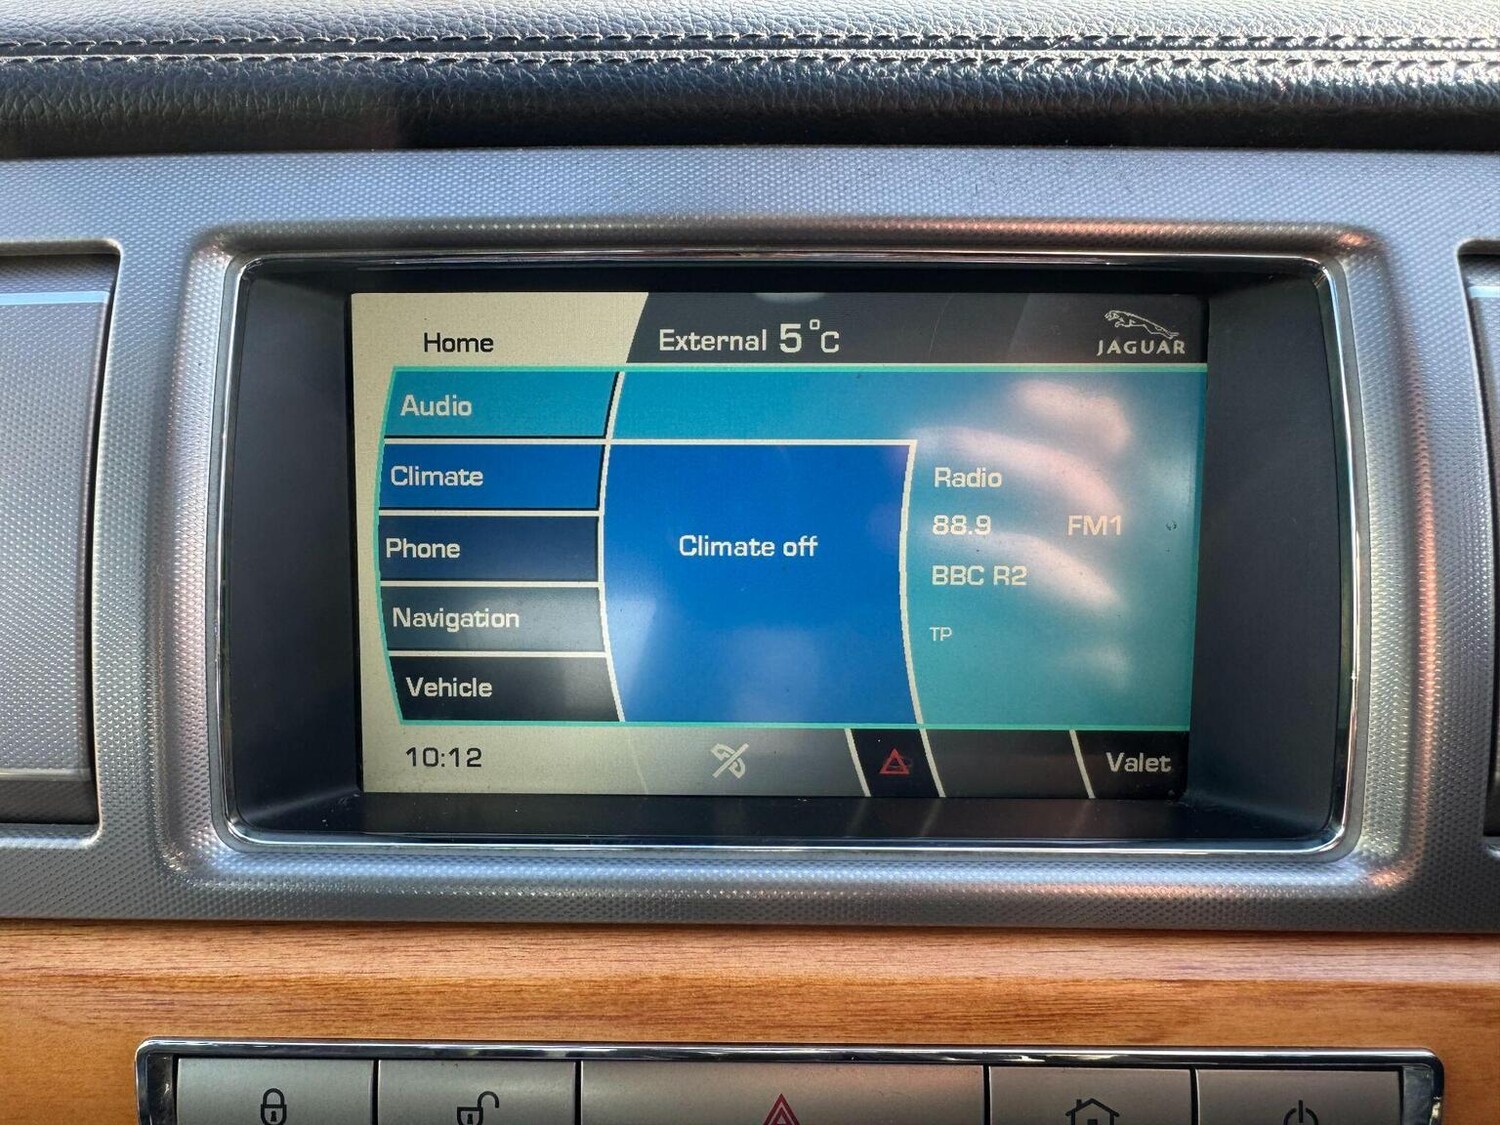 Home
External 5°C
JAGUAR
Audio
Climate
Phone
Navigation
Vehicle
Climate off
Radio
88.9 FM1
BBC R2
TP
10:12
Valet